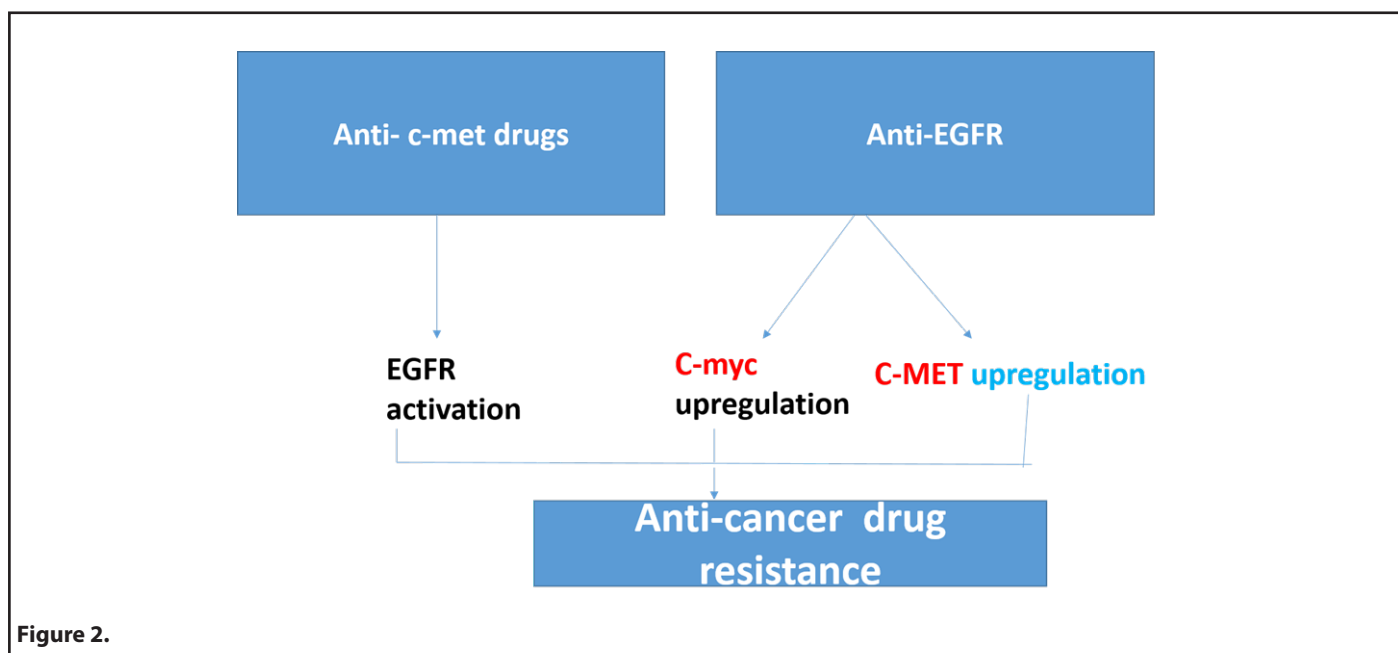 Anti- c-met drugs
Anti-EGFR
EGFR
activation
C-myc
upregulation
C-MET upregulation
Anti-cancer drug
resistance
Figure 2.